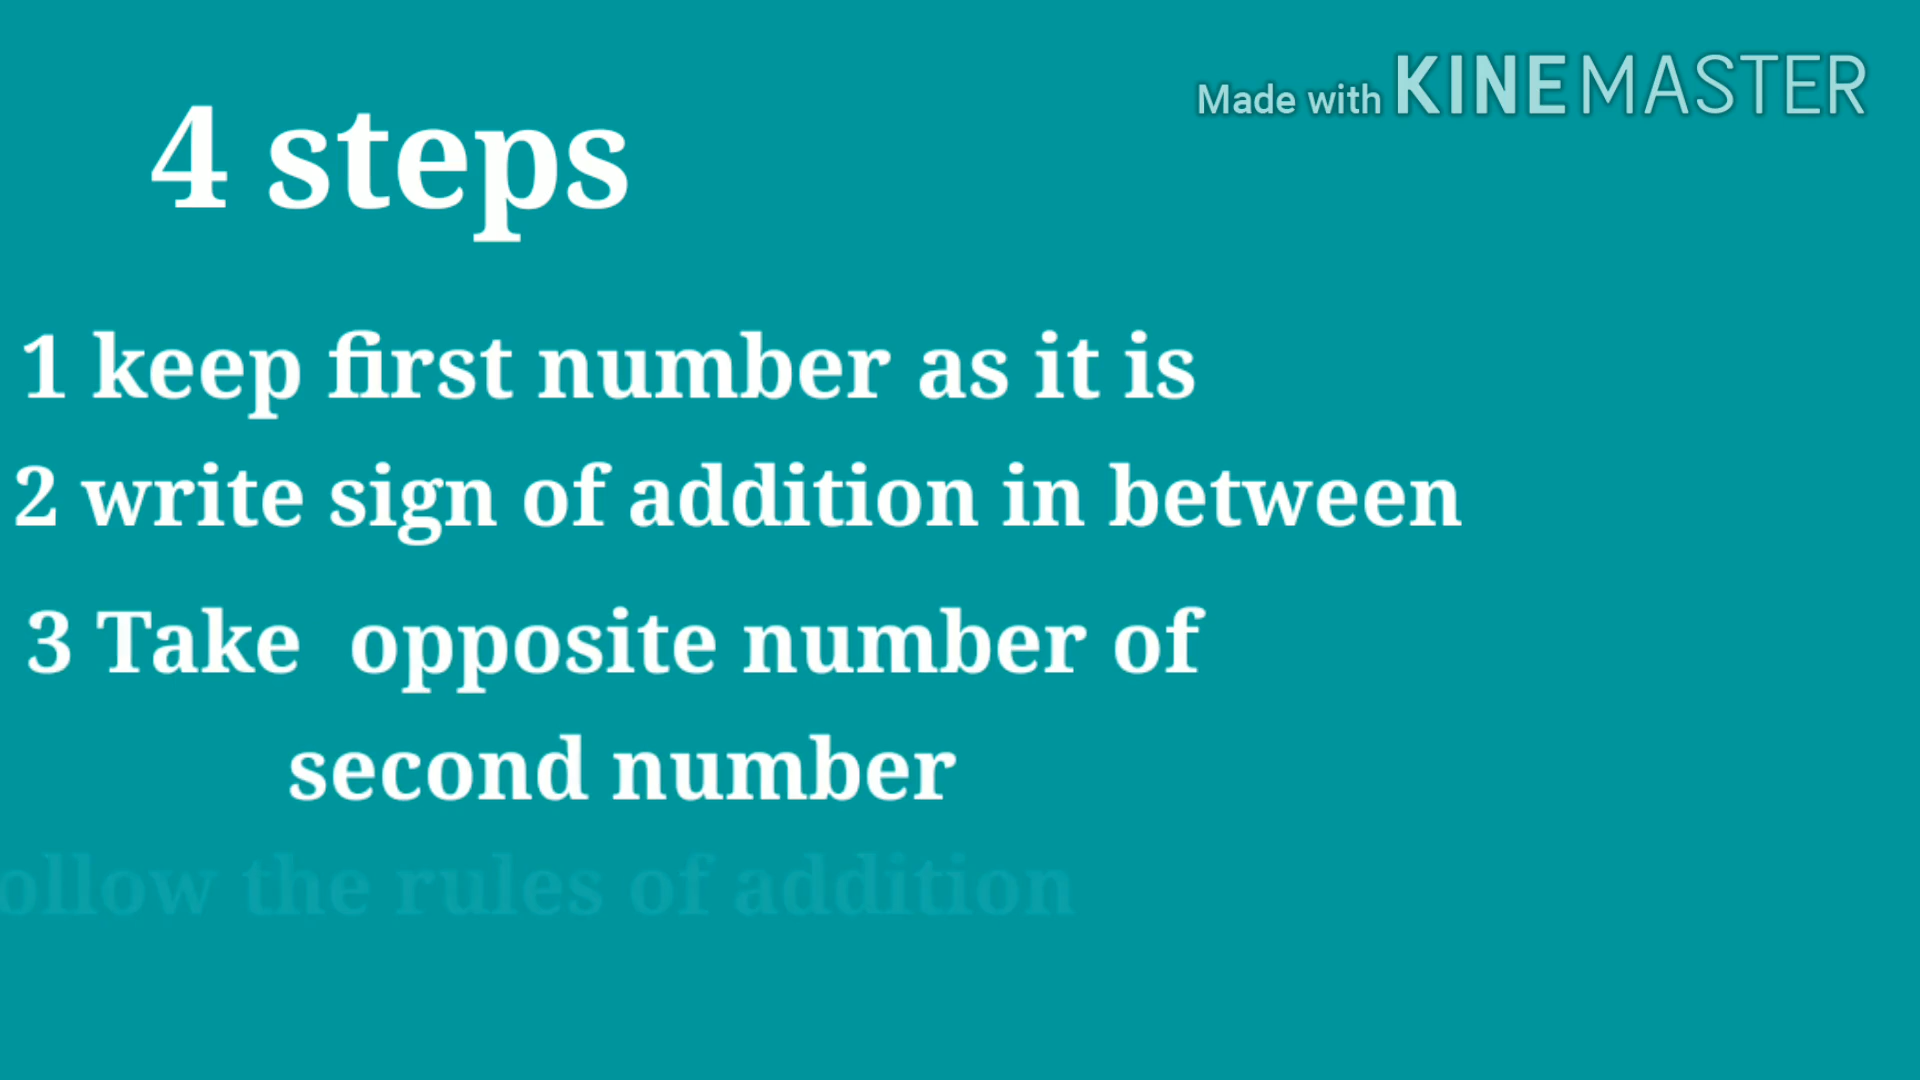 Made with KINEMASTER
4 steps
1 keep first number as it is
2 write sign of addition in between
3 Take opposite number of
second number
ollow the rules of addition